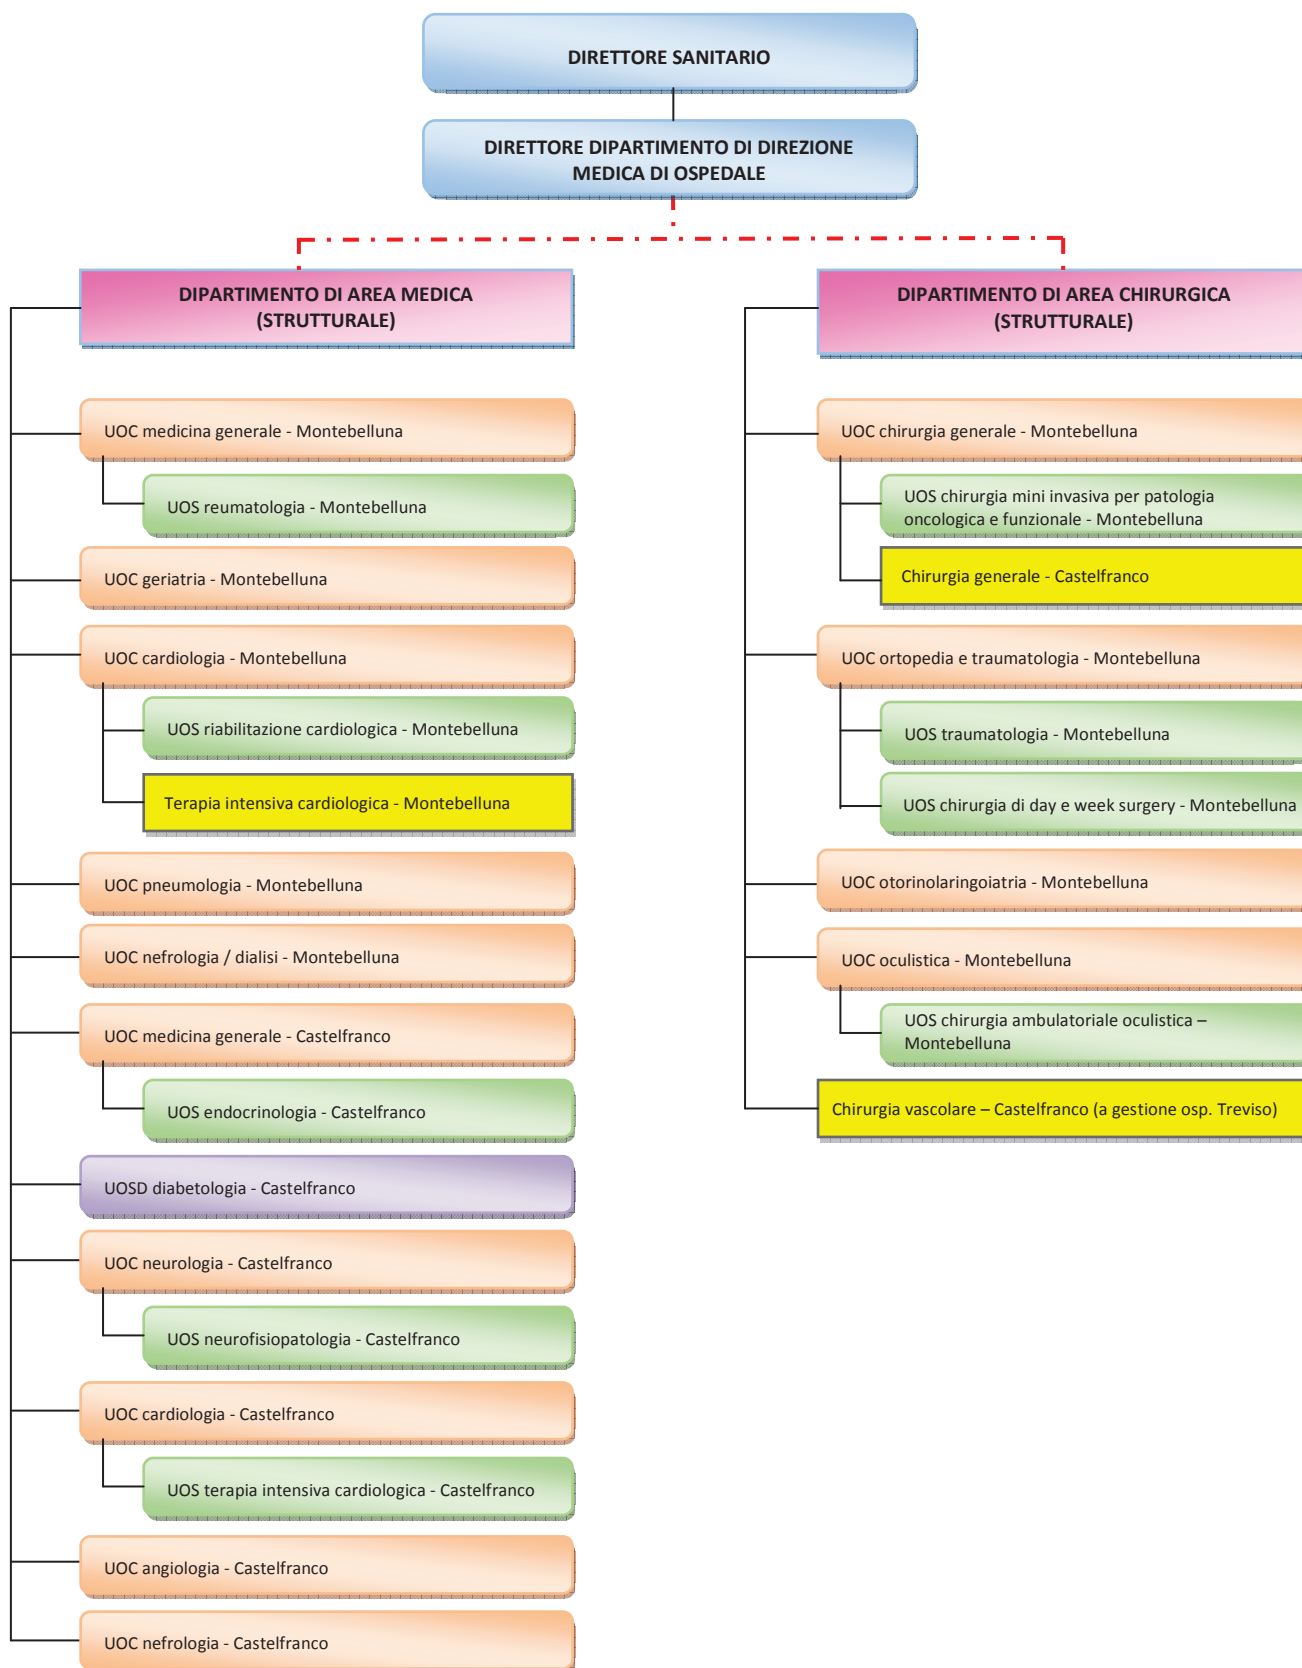 DIRETTORE SANITARIO
DIRETTORE DIPARTIMENTO DI DIREZIONE
MEDICA DI OSPEDALE
DIPARTIMENTO DI AREA MEDICA
(STRUTTURALE)
UOC medicina generale - Montebelluna
UOS reumatologia - Montebelluna
UOC geriatria - Montebelluna
UOC cardiologia - Montebelluna
UOS riabilitazione cardiologica - Montebelluna
Terapia intensiva cardiologica - Montebelluna
UOC pneumologia - Montebelluna
UOC nefrologia / dialisi - Montebelluna
UOC medicina generale - Castelfranco
UOS endocrinologia - Castelfranco
UOSD diabetologia - Castelfranco
UOC neurologia - Castelfranco
UOS neurofisiopatologia - Castelfranco
UOC cardiologia - Castelfranco
UOS terapia intensiva cardiologica - Castelfranco
UOC angiologia - Castelfranco
UOC nefrologia - Castelfranco
DIPARTIMENTO DI AREA CHIRURGICA
(STRUTTURALE)
UOC chirurgia generale - Montebelluna
UOS chirurgia mini invasiva per patologia
oncologica e funzionale - Montebelluna
Chirurgia generale - Castelfranco
UOC ortopedia e traumatologia - Montebelluna
UOS traumatologia - Montebelluna
UOS chirurgia di day e week surgery - Montebelluna
UOC otorinolaringoiatria - Montebelluna
UOC oculistica - Montebelluna
UOS chirurgia ambulatoriale oculistica –
Montebelluna
Chirurgia vascolare – Castelfranco (a gestione osp. Treviso)